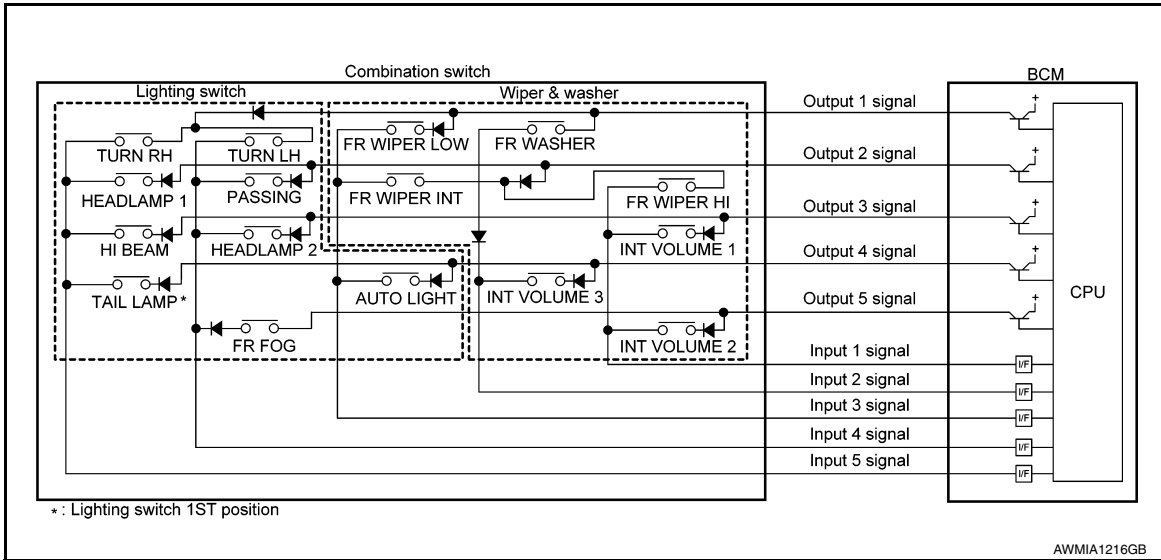 Combination switch
BCM
Lighting switch
Wiper & washer
Output 1 signal
+
TURN RH
TURN LH
FR WIPER LOW
FR WASHER
Output 2 signal
+
HEADLAMP 1
PASSING
FR WIPER INT
FR WIPER HI
Output 3 signal
+
HI BEAM
HEADLAMP 2
INT VOLUME 1
Output 4 signal
+
TAIL LAMP *
AUTO LIGHT
INT VOLUME 3
CPU
Output 5 signal
+
FR FOG
INT VOLUME 2
Input 1 signal
I/F
Input 2 signal
I/F
Input 3 signal
I/F
Input 4 signal
I/F
Input 5 signal
I/F
* : Lighting switch 1ST position
AWMIA1216GB